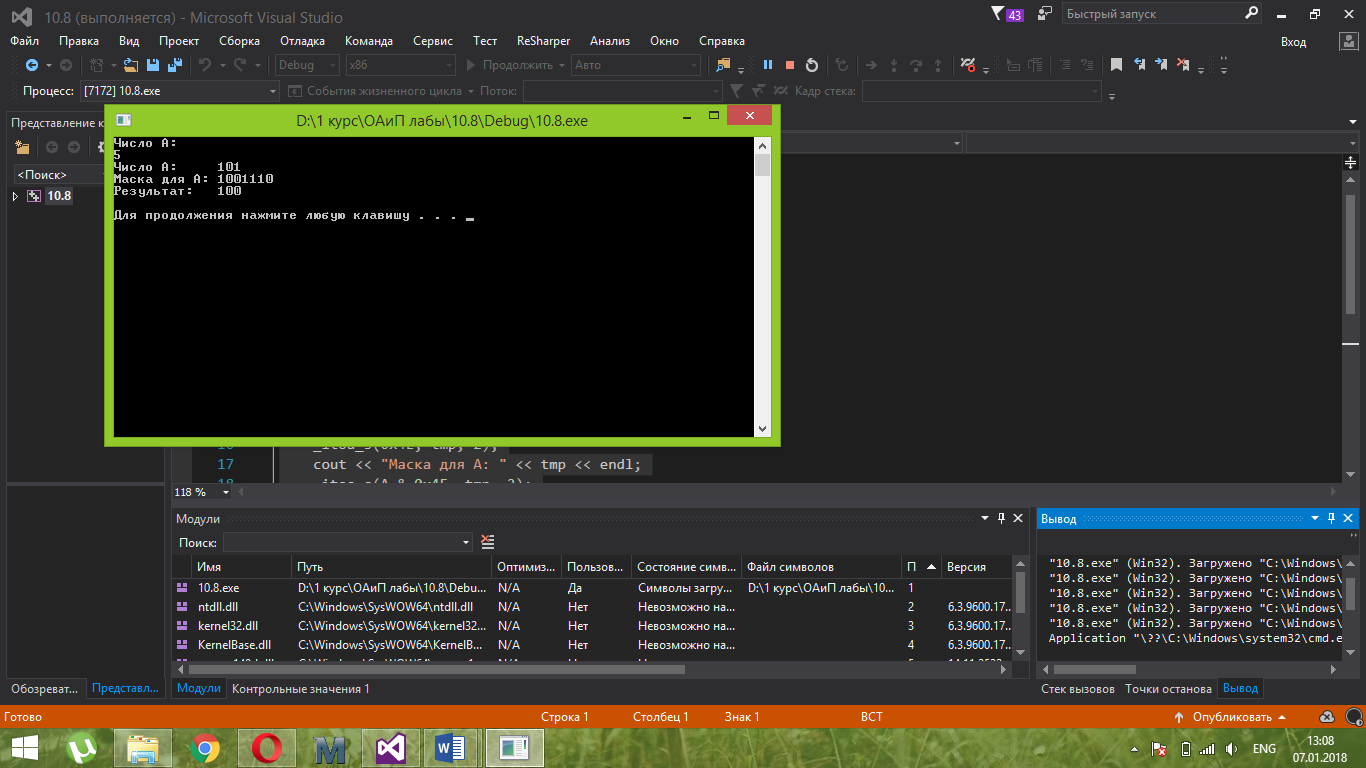 10.8 (выполняется) - Microsoft Visual Studio
43
Быстрый запуск
Файл Правка Вид Проект Сборка Отладка Команда Сервис Тест ReSharper Анализ Окно Справка
Вход
Debug x86 Продолжить Авто
Процесс: [7172] 10.8.exe События жизненного цикла Поток: Кадр стека:
Представление к
<Поиск>
10.8
D:\1 курс\ОАиП лабы\10.8\Debug\10.8.exe
Число А:
5
Число А: 101
Маска для А: 1001110
Результат: 100
Для продолжения нажмите любую клавишу . . .
17 cout << "Маска для А: " << tmp << endl;
118 %
Модули
Поиск:
Имя Путь Оптимиз... Пользов... Состояние симв... Файл символов П Версия
10.8.exe D:\1 курс\ОАиП лабы\10.8\Debu... N/A Да Символы загру... D:\1 курс\ОАиП лабы\10... 1
ntdll.dll C:\Windows\SysWOW64\ntdll.dll N/A Нет Невозможно на... 2 6.3.9600.17...
kernel32.dll C:\Windows\SysWOW64\kernel32... N/A Нет Невозможно на... 3 6.3.9600.17...
KernelBase.dll C:\Windows\SysWOW64\KernelB... N/A Нет Невозможно на... 4 6.3.9600.17...
Вывод
"10.8.exe" (Win32). Загружено "C:\Windows\
"10.8.exe" (Win32). Загружено "C:\Windows\
"10.8.exe" (Win32). Загружено "C:\Windows\
"10.8.exe" (Win32). Загружено "C:\Windows\
"10.8.exe" (Win32). Загружено "C:\Windows\
Application "\??\C:\Windows\system32\cmd.e
Обозреват... Представл... Модули Контрольные значения 1
Стек вызовов Точки останова Вывод
Готово Строка 1 Столбец 1 Знак 1 ВСТ Опубликовать
ENG
13:08
07.01.2018